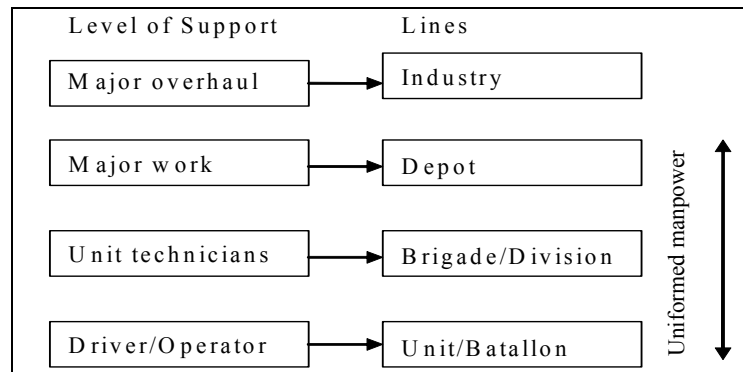 Level of Support Lines
Major overhaul Industry
Major work Depot
Unit technicians Brigade/Division
Driver/Operator Unit/Batallon
Uniformed manpower